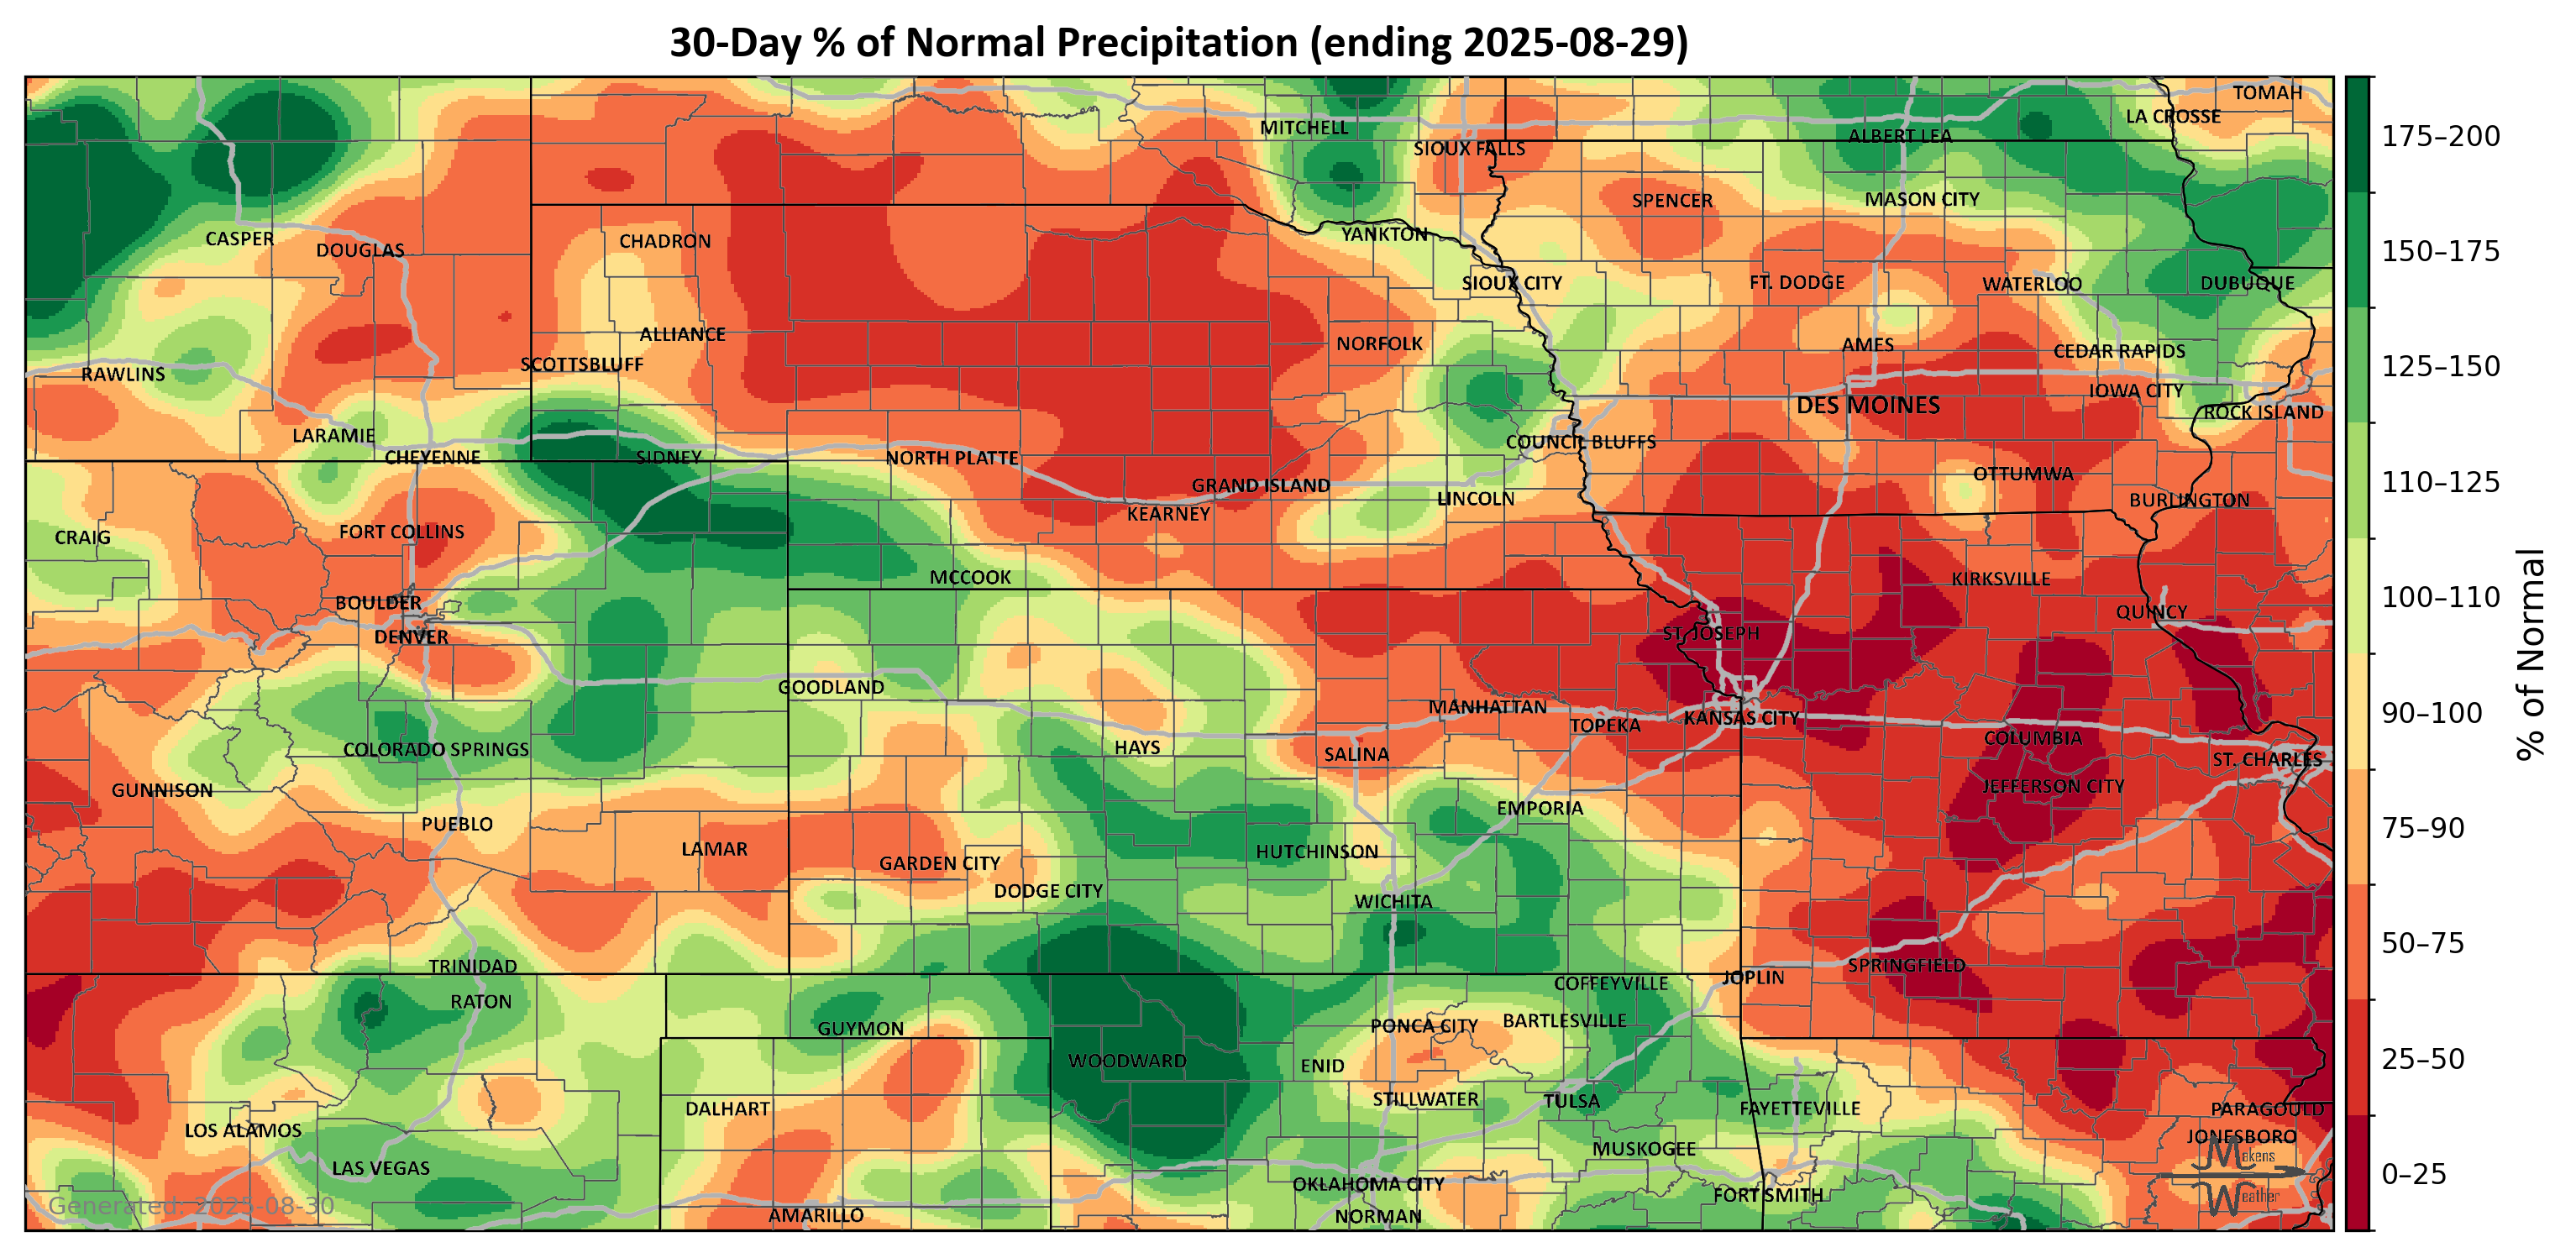 30-Day % of Normal Precipitation (ending 2025-08-29)
TOMAH
LA CROSSE
MITCHELL
ALBERT LEA
SIOUX FALLS
SPENCER
MASON CITY
YANKTON
CASPER
CHADRON
DOUGLAS
SIOUX CITY
FT. DODGE
WATERLOO
DUBUQUE
ALLIANCE
NORFOLK
AMES
CEDAR RAPIDS
SCOTTSBLUFF
RAWLINS
IOWA CITY
DES MOINES
ROCK ISLAND
LARAMIE
COUNCIL BLUFFS
CHEYENNE
SIDNEY
NORTH PLATTE
OTTUMWA
GRAND ISLAND
LINCOLN
BURLINGTON
KEARNEY
FORT COLLINS
CRAIG
MCCOOK
KIRKSVILLE
BOULDER
QUINCY
DENVER
ST. JOSEPH
GOODLAND
MANHATTAN
TOPEKA
KANSAS CITY
COLUMBIA
COLORADO SPRINGS
HAYS
SALINA
ST. CHARLES
GUNNISON
JEFFERSON CITY
EMPORIA
PUEBLO
LAMAR
HUTCHINSON
GARDEN CITY
DODGE CITY
WICHITA
TRINIDAD
SPRINGFIELD
JOPLIN
COFFEYVILLE
RATON
GUYMON
PONCA CITY
BARTLESVILLE
WOODWARD
ENID
STILLWATER
TULSA
DALHART
FAYETTEVILLE
PARAGOULD
LOS ALAMOS
JONESBORO
MUSKOGEE
LAS VEGAS
OKLAHOMA CITY
FORT SMITH
AMARILLO
NORMAN
Generated: 2025-08-30
Makens
Weather
175–200
150–175
125–150
110–125
100–110
90–100
75–90
50–75
25–50
0–25
% of Normal